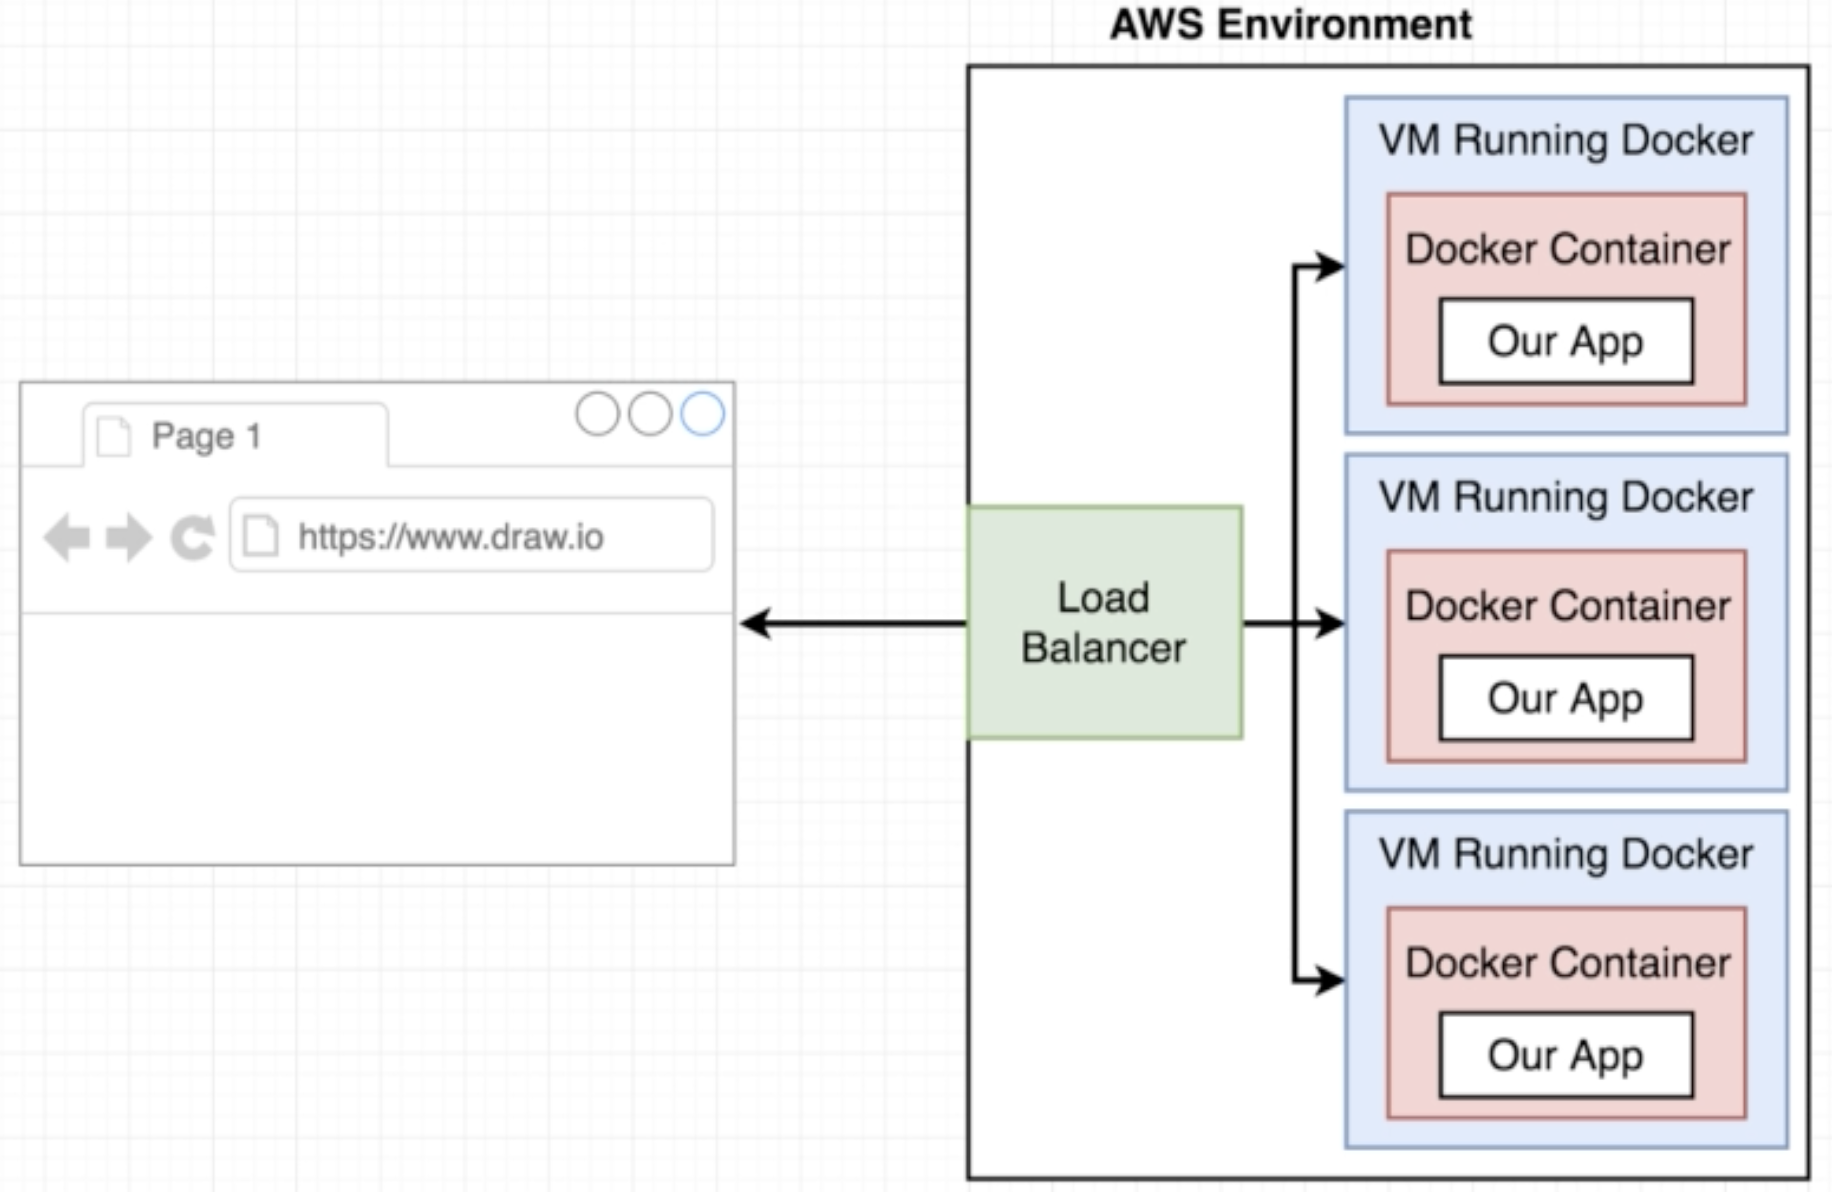 AWS Environment
VM Running Docker
Docker Container
Our App
Page 1
https://www.draw.io
Load
Balancer
VM Running Docker
Docker Container
Our App
VM Running Docker
Docker Container
Our App